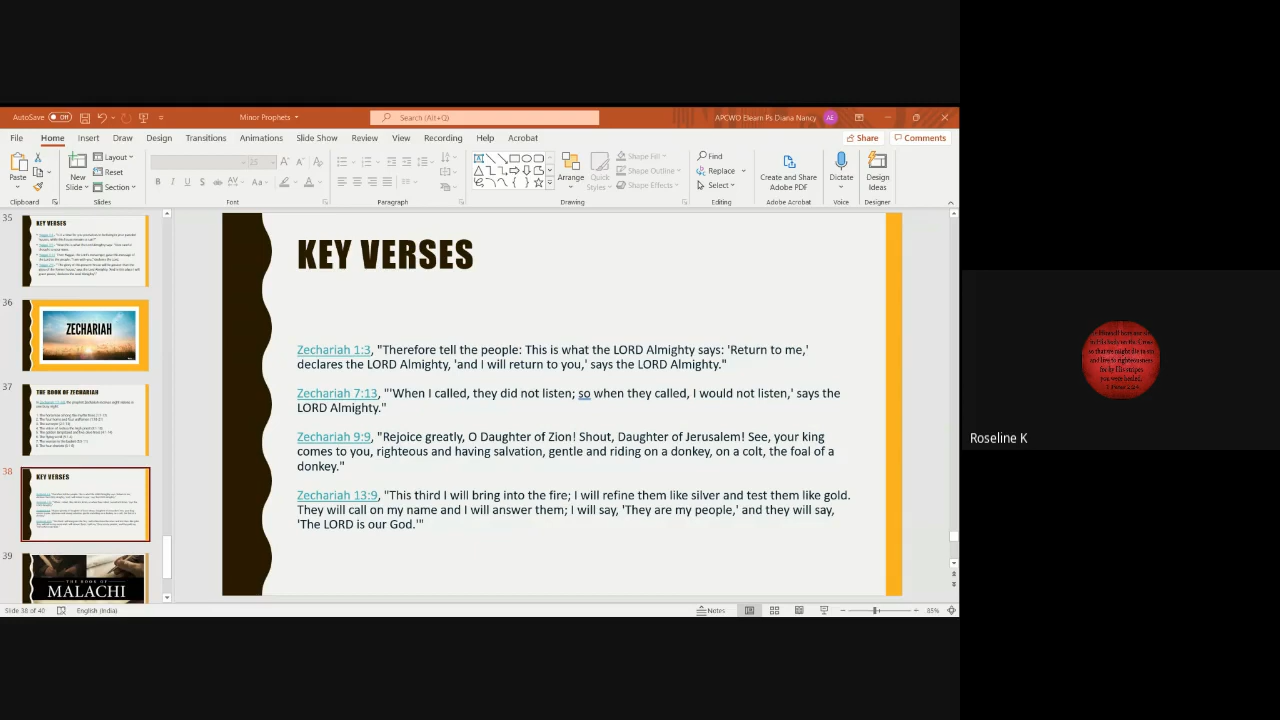 AutoSave Off
Minor Prophets
Search (Alt+Q)
APCWO Elearn Ps Diana Nancy
AE
File Home Insert Draw Design Transitions Animations Slide Show Review View Recording Help Acrobat
Share
Comments
Paste
New
Slide
Layout
Reset
Section
Arrange
Quick
Styles
Shape Fill
Shape Outline
Shape Effects
Find
Replace
Select
Create and Share
Adobe PDF
Dictate
Design
Ideas
Clipboard
Slides
Font
Paragraph
Drawing
Editing
Adobe Acrobat
Voice
Designer
35
KEY VERSES
36
ZECHARIAH
37
THE BOOK OF ZECHARIAH
38
KEY VERSES
39
THE BOOK OF
MALACHI
KEY VERSES
Zechariah 1:3, "Therefore tell the people: This is what the LORD Almighty says: 'Return to me,'
declares the LORD Almighty, 'and I will return to you,' says the LORD Almighty."
Zechariah 7:13, "'When I called, they did not listen; so when they called, I would not listen,' says the
LORD Almighty."
Zechariah 9:9, "Rejoice greatly, O Daughter of Zion! Shout, Daughter of Jerusalem! See, your king
comes to you, righteous and having salvation, gentle and riding on a donkey, on a colt, the foal of a
donkey."
Zechariah 13:9, "This third I will bring into the fire; I will refine them like silver and test them like gold.
They will call on my name and I will answer them; I will say, 'They are my people,' and they will say,
'The LORD is our God.'"
Slide 38 of 40
English (India)
Notes
85%
Roseline K